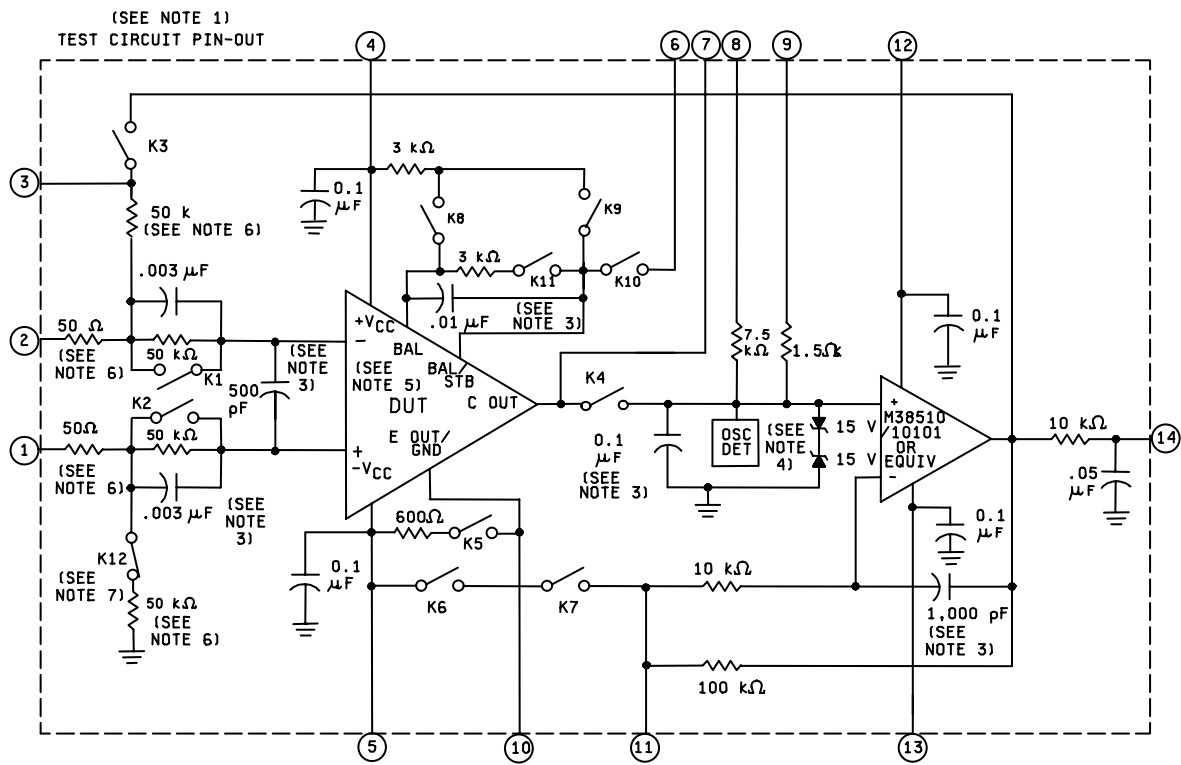 (SEE NOTE 1)
TEST CIRCUIT PIN-OUT
4
6
7
8
9
12
K3
3 kΩ
3
0.1
μF
K8
K9
50 k
(SEE NOTE 6)
3 kΩ
K11
K10
.003 μF
.01 μF
(SEE
NOTE 3)
0.1
μF
50 Ω
2
(SEE
NOTE 6)
50 kΩ
K1
(SEE
NOTE
3)
+VCC
−
BAL
BAL/
STB
(SEE
NOTE 5)
DUT
C OUT
E OUT/
GND
+
-VCC
7.5
kΩ
1.5Ωk
K4
500
pF
K2
50Ω
1
50 kΩ
(SEE
NOTE 6)
.003 μF
(SEE
NOTE
3)
0.1
μF
(SEE
NOTE 3)
OSC
DET
(SEE
NOTE
4)
15 V
15 V
+
M38510
/10101
OR
EQUIV
-
10 kΩ
14
.05
μF
600Ω
K5
0.1
μF
K12
(SEE
NOTE 7)
50 kΩ
(SEE
NOTE 6)
0.1
μF
K6
K7
10 kΩ
1,000 pF
(SEE
NOTE 3)
100 kΩ
5
10
11
13